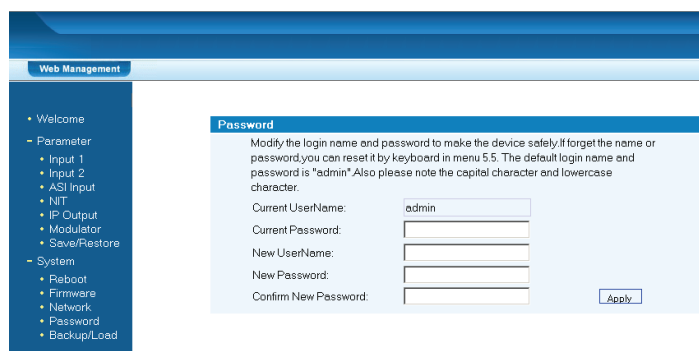 Web Management
Welcome
Parameter
Input 1
Input 2
ASI Input
NIT
IP Output
Modulator
Save/Restore
System
Reboot
Firmware
Network
Password
Backup/Load
Password
Modify the login name and password to make the device safely.If forget the name or
password,you can reset it by keyboard in menu 5.5. The default login name and
password is "admin".Also please note the capital character and lowercase
character.
Current UserName: admin
Current Password:
New UserName:
New Password:
Confirm New Password:
Apply